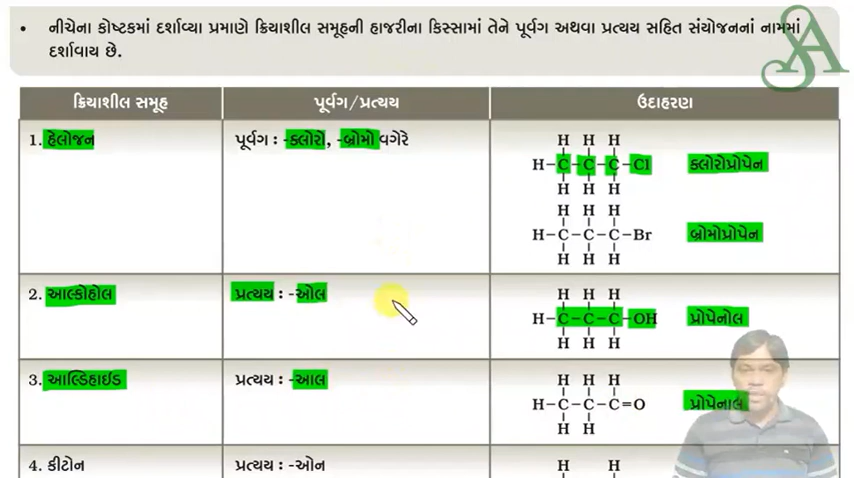 • નીચેના કોષ્ટકમાં દર્શાવ્યા પ્રમાણે ક્રિયાશીલ સમૂહની હાજરીના કિસ્સામાં તેને પૂર્વગ અથવા પ્રત્યય સહિત સંયોજનનાં નામમાં
દર્શાવાય છે.
SA
ક્રિયાશીલ સમૂહ પૂર્વગ/પ્રત્યય ઉદાહરણ
1. હેલોજન પૂર્વગ : -ક્લોરો, -બ્રોમો વગેરે
H H H
H-C-C-C-Cl ક્લોરોપ્રોપેન
H H H
H H H
H-C-C-C-Br બ્રોમોપ્રોપેન
H H H
2. આલ્કોહોલ પ્રત્યય : -ઓલ
H H H
H-C-C-C-OH પ્રોપેનોલ
H H H
3. આલ્ડિહાઇડ પ્રત્યય : -આલ
H H H
H-C-C-C=O પ્રોપેનાલ
H H
4. કીટોન પ્રત્યય : -ઓન
H H